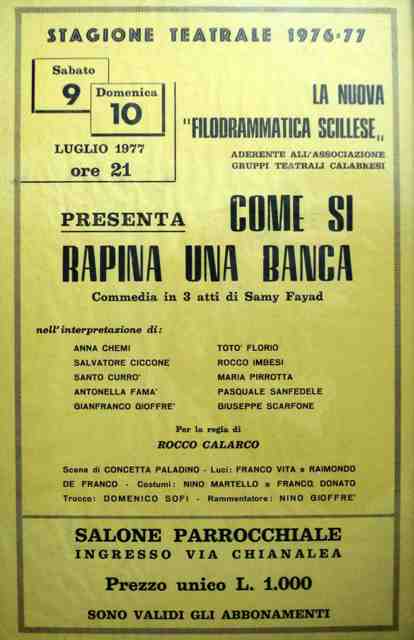 STAGIONE TEATRALE 1976-77
Sabato
9
Domenica
10
LUGLIO 1977
ore 21
LA NUOVA
"FILODRAMMATICA SCILLESE„
ADERENTE ALL'ASSOCIAZIONE
GRUPPI TEATRALI CALABRESI
PRESENTA COME SI
RAPINA UNA BANCA
Commedia in 3 atti di Samy Fayad
nell'interpretazione di:
ANNA CHEMI
SALVATORE CICCONE
SANTO CURRO'
ANTONELLA FAMA'
GIANFRANCO GIOFFRE'
TOTO' FLORIO
ROCCO IMBESI
MARIA PIRROTTA
PASQUALE SANFEDELE
GIUSEPPE SCARFONE
Per la regia di
ROCCO CALARCO
Scene di CONCETTA PALADINO - Luci: FRANCO VITA e RAIMONDO
DE FRANCO - Costumi: NINO MARTELLO e FRANCO DONATO
Trucco: DOMENICO SOFI - Rammentatore: NINO GIOFFRE'
SALONE PARROCCHIALE
INGRESSO VIA CHIANALEA
Prezzo unico L. 1.000
SONO VALIDI GLI ABBONAMENTI